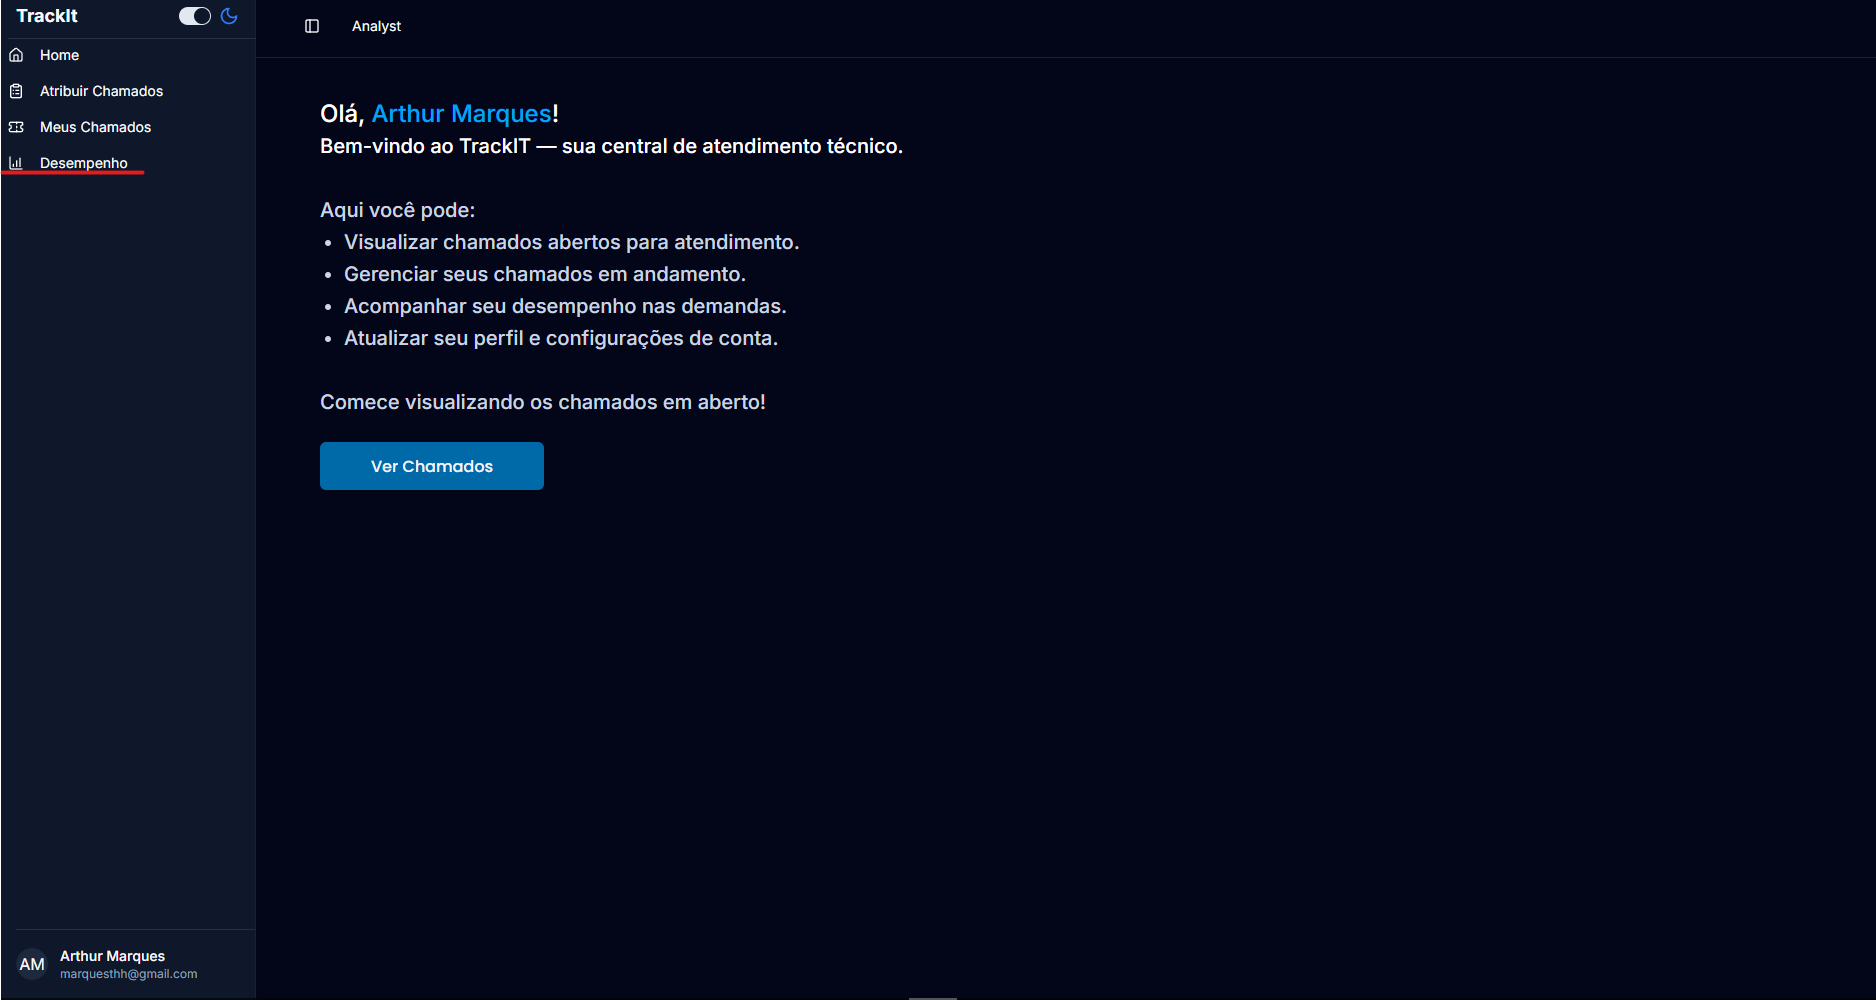 TrackIt
Home
Atribuir Chamados
Meus Chamados
Desempenho
Analyst
Olá, Arthur Marques!
Bem-vindo ao TrackIT — sua central de atendimento técnico.
Aqui você pode:
• Visualizar chamados abertos para atendimento.
• Gerenciar seus chamados em andamento.
• Acompanhar seu desempenho nas demandas.
• Atualizar seu perfil e configurações de conta.
Comece visualizando os chamados em aberto!
Ver Chamados
AM
Arthur Marques
marquesthh@gmail.com